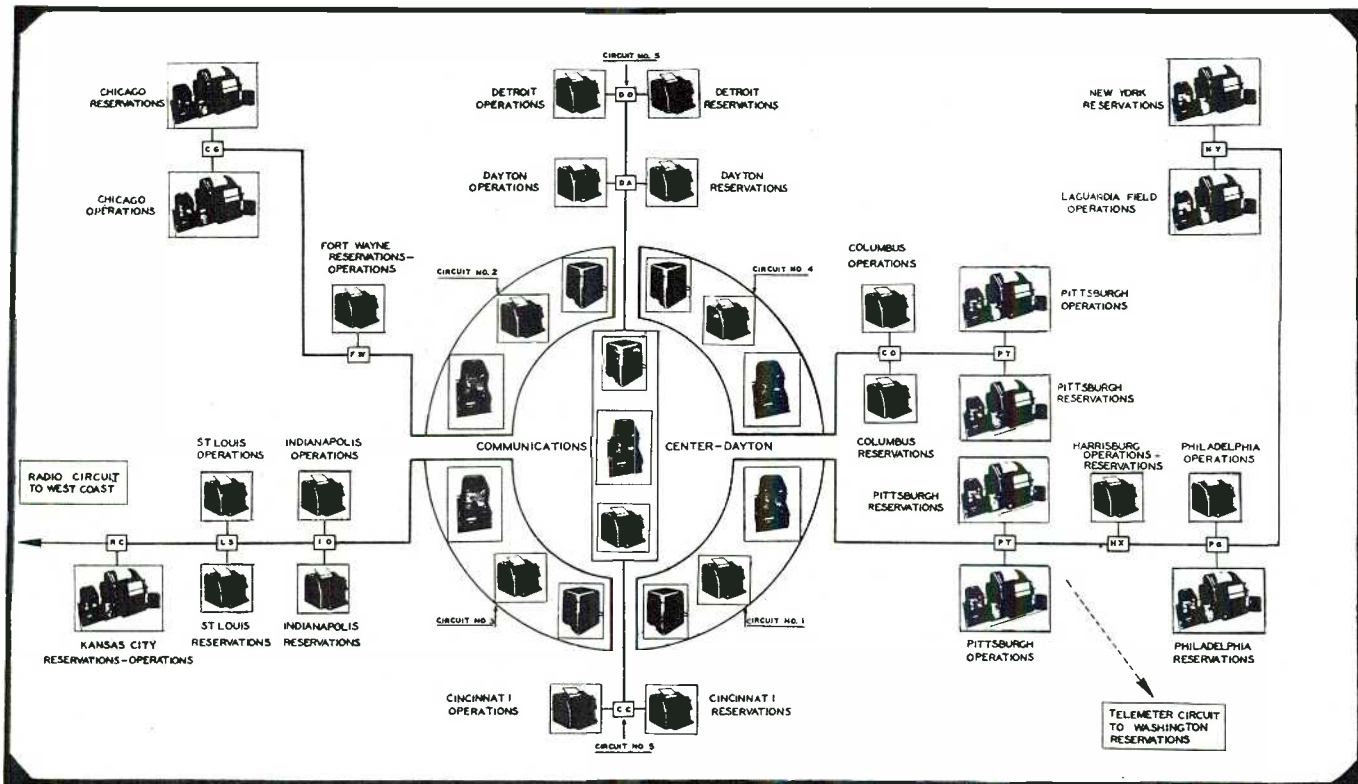 CIRCUIT NO. 5
CHICAGO
RESERVATIONS
DETROIT
OPERATIONS
DO
DETROIT
RESERVATIONS
NEW YORK
RESERVATIONS
CG
NY
CHICAGO
OPERATIONS
DAYTON
OPERATIONS
DA
DAYTON
RESERVATIONS
LAGUARDIA FIELD
OPERATIONS
FORT WAYNE
RESERVATIONS-
OPERATIONS
CIRCUIT NO. 2
CIRCUIT NO 4
COLUMBUS
OPERATIONS
PITTSBURGH
OPERATIONS
FW
CO
PT
PITTSBURGH
RESERVATIONS
ST LOUIS
OPERATIONS
INDIANAPOLIS
OPERATIONS
COMMUNICATIONS
CENTER-DAYTON
COLUMBUS
RESERVATIONS
HARRISBURG
OPERATIONS-
RESERVATIONS
PHILADELPHIA
OPERATIONS
RADIO CIRCUIT
TO WEST COAST
PITTSBURGH
RESERVATIONS
LS
IO
PT
HX
PG
ST LOUIS
RESERVATIONS
INDIANAPOLIS
RESERVATIONS
CIRCUIT NO. 3
CIRCUIT NO. 1
KANSAS CITY
RESERVATIONS-OPERATIONS
PITTSBURGH
OPERATIONS
PHILADELPHIA
RESERVATIONS
CINCINNATI
OPERATIONS
CC
CINCINNATI
RESERVATIONS
TELEMETER CIRCUIT
TO WASHINGTON
RESERVATIONS
CIRCUIT NO 5